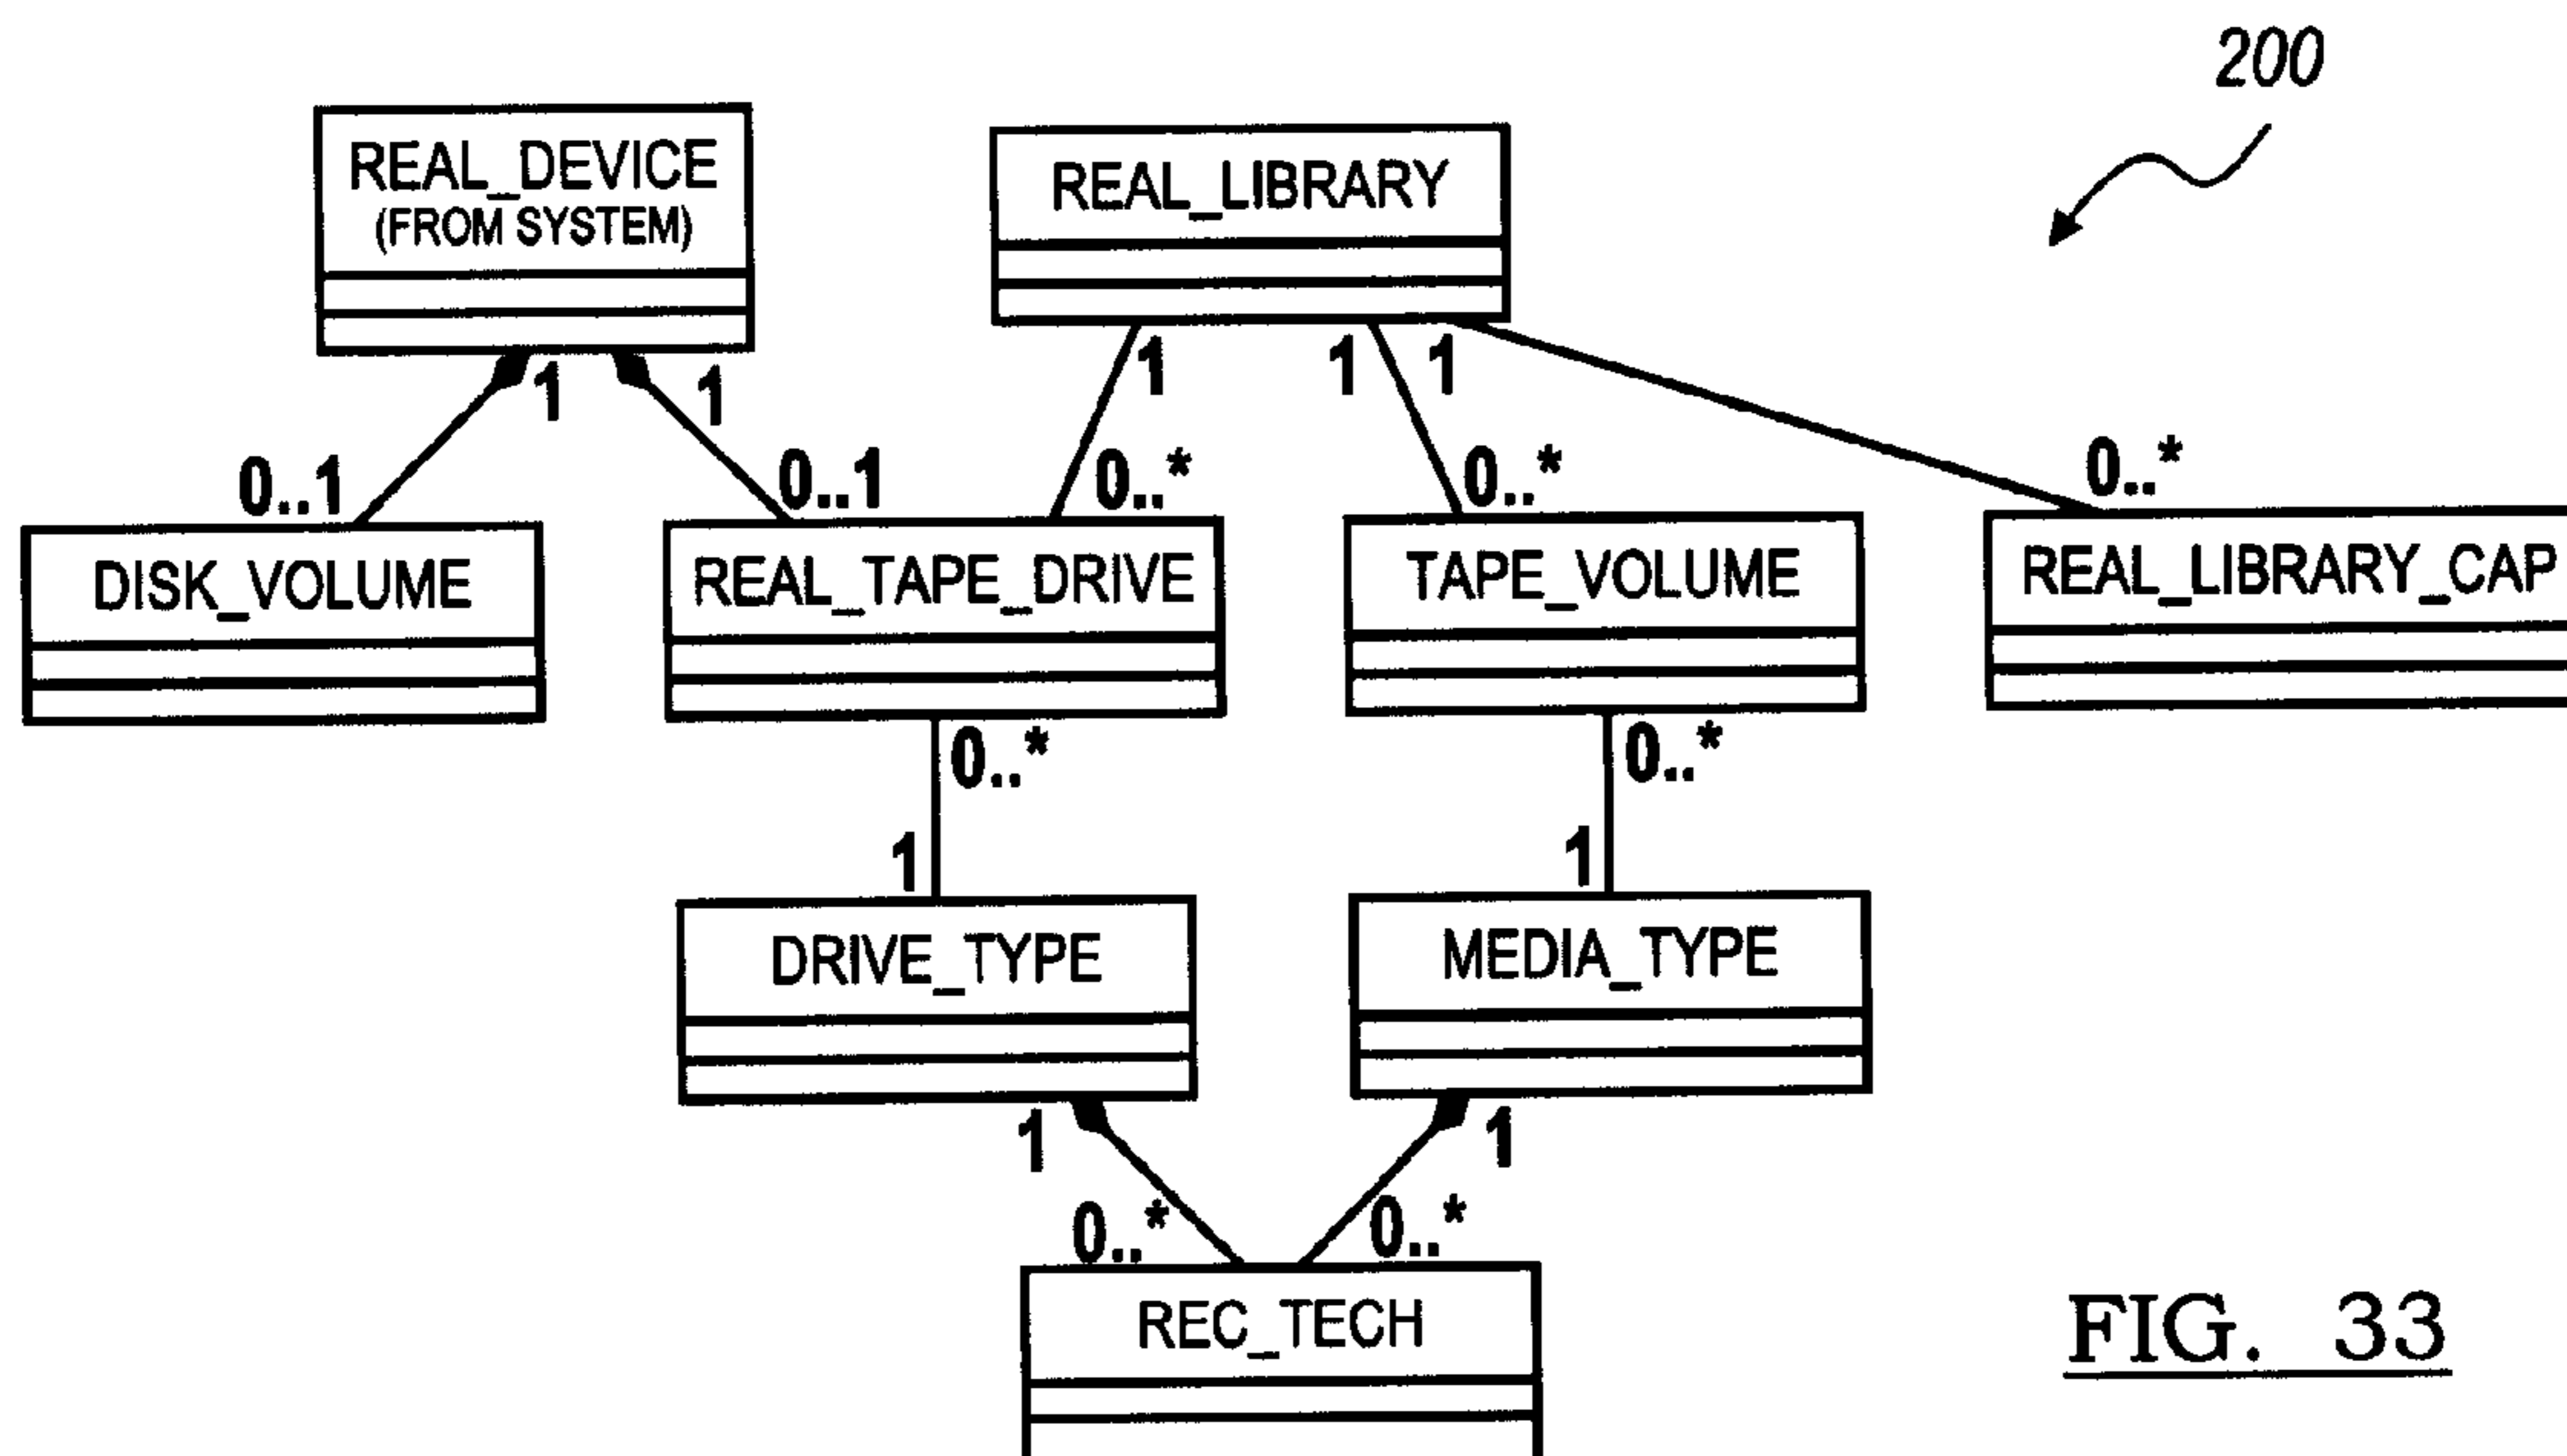 200
REAL_DEVICE
(FROM SYSTEM)
REAL_LIBRARY
1
1
1
1
1
0..1
0..1
0..*
0..*
0..*
DISK_VOLUME
REAL_TAPE_DRIVE
TAPE_VOLUME
REAL_LIBRARY_CAP
0..*
0..*
1
1
DRIVE_TYPE
MEDIA_TYPE
1
1
0..*
0..*
REC_TECH
FIG. 33